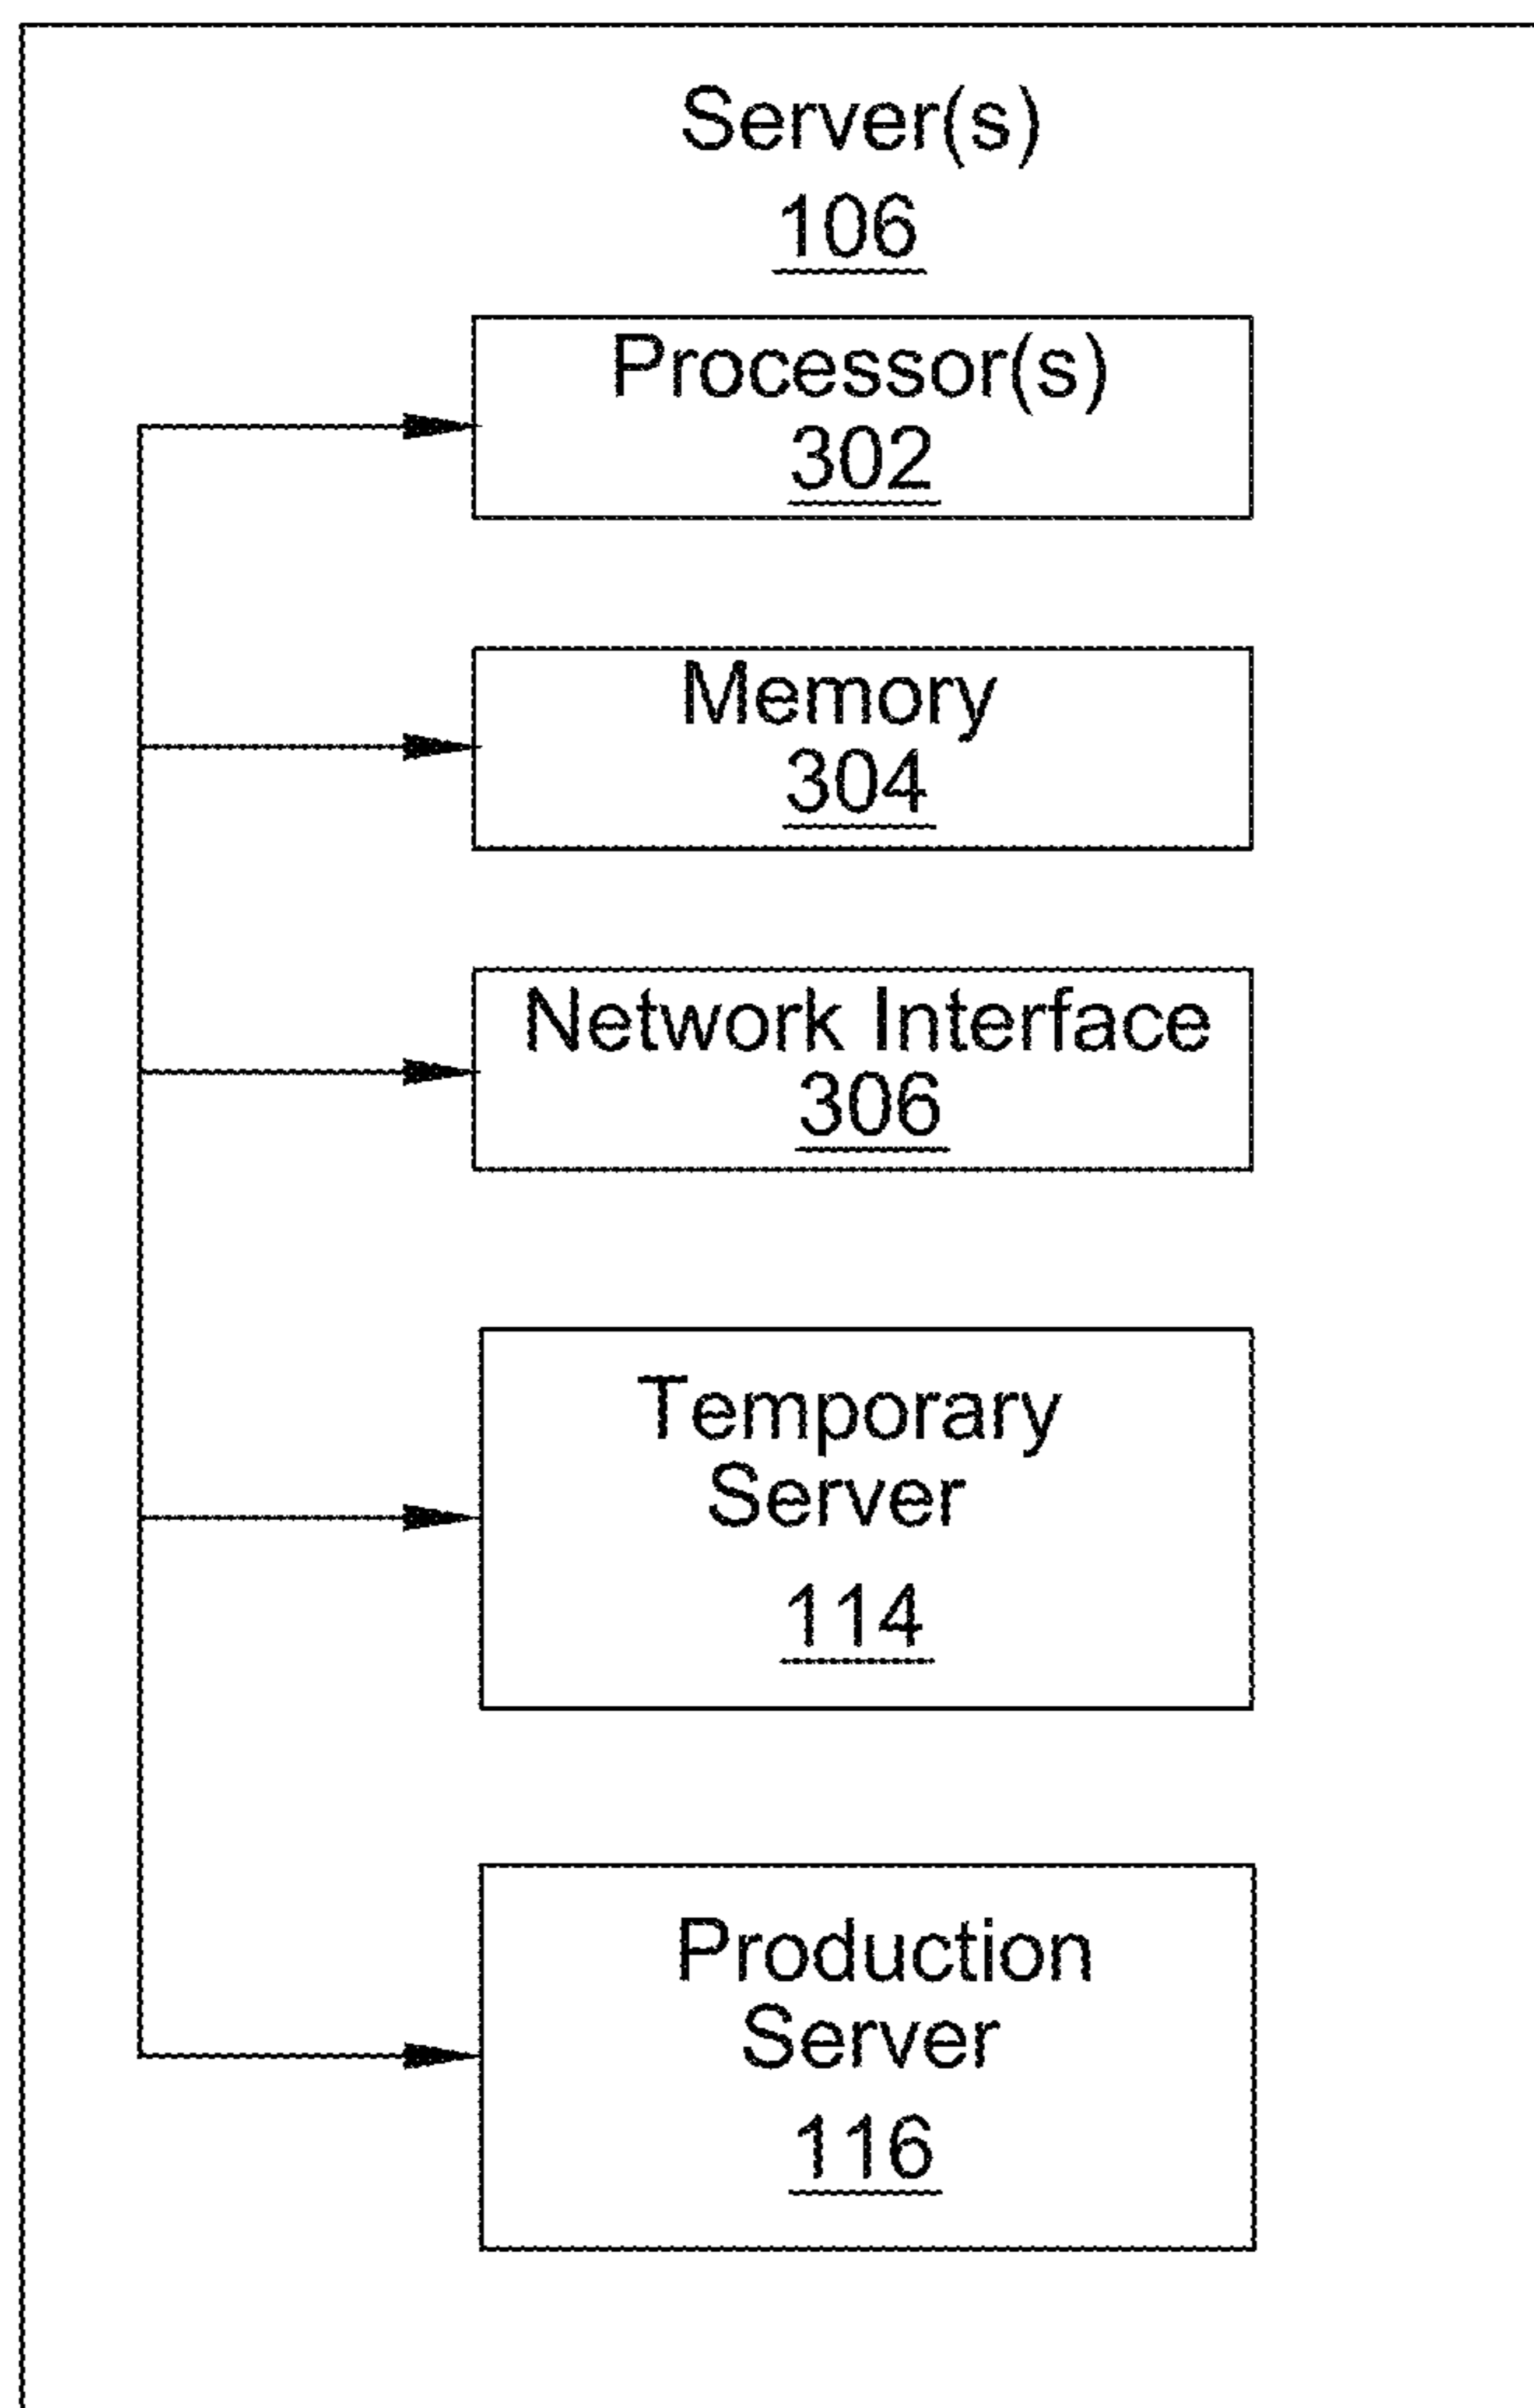 Server(s)
106
Processor(s)
302
Memory
304
Network Interface
306
Temporary
Server
114
Production
Server
116